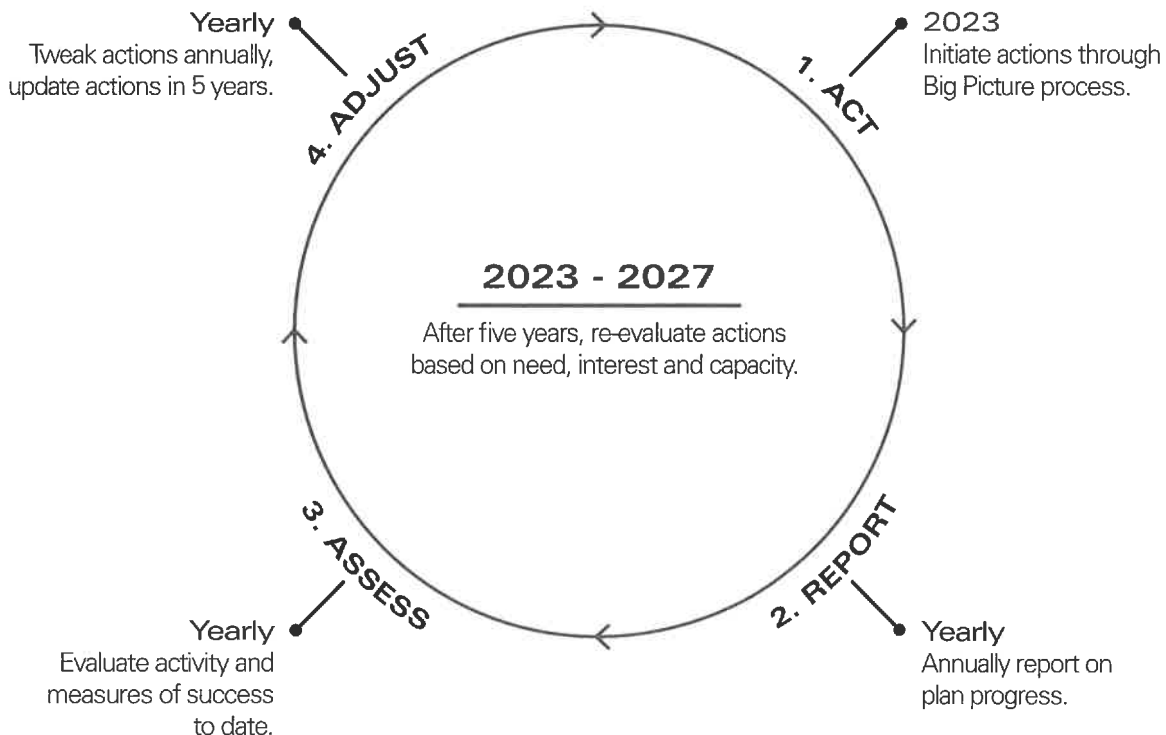 Yearly
Tweak actions annually,
update actions in 5 years.
4. ADJUST
2023
Initiate actions through
Big Picture process.
1. ACT
2023 - 2027
After five years, re-evaluate actions
based on need, interest and capacity.
3. ASSESS
Yearly
Evaluate activity and
measures of success
to date.
2. REPORT
Yearly
Annually report on
plan progress.